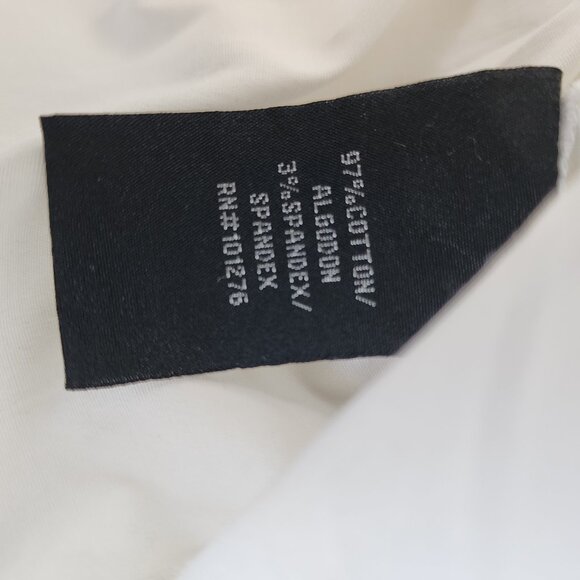 97%COTTON/
ALGODON
3%SPANDEX/
SPANDEX
RN#101276